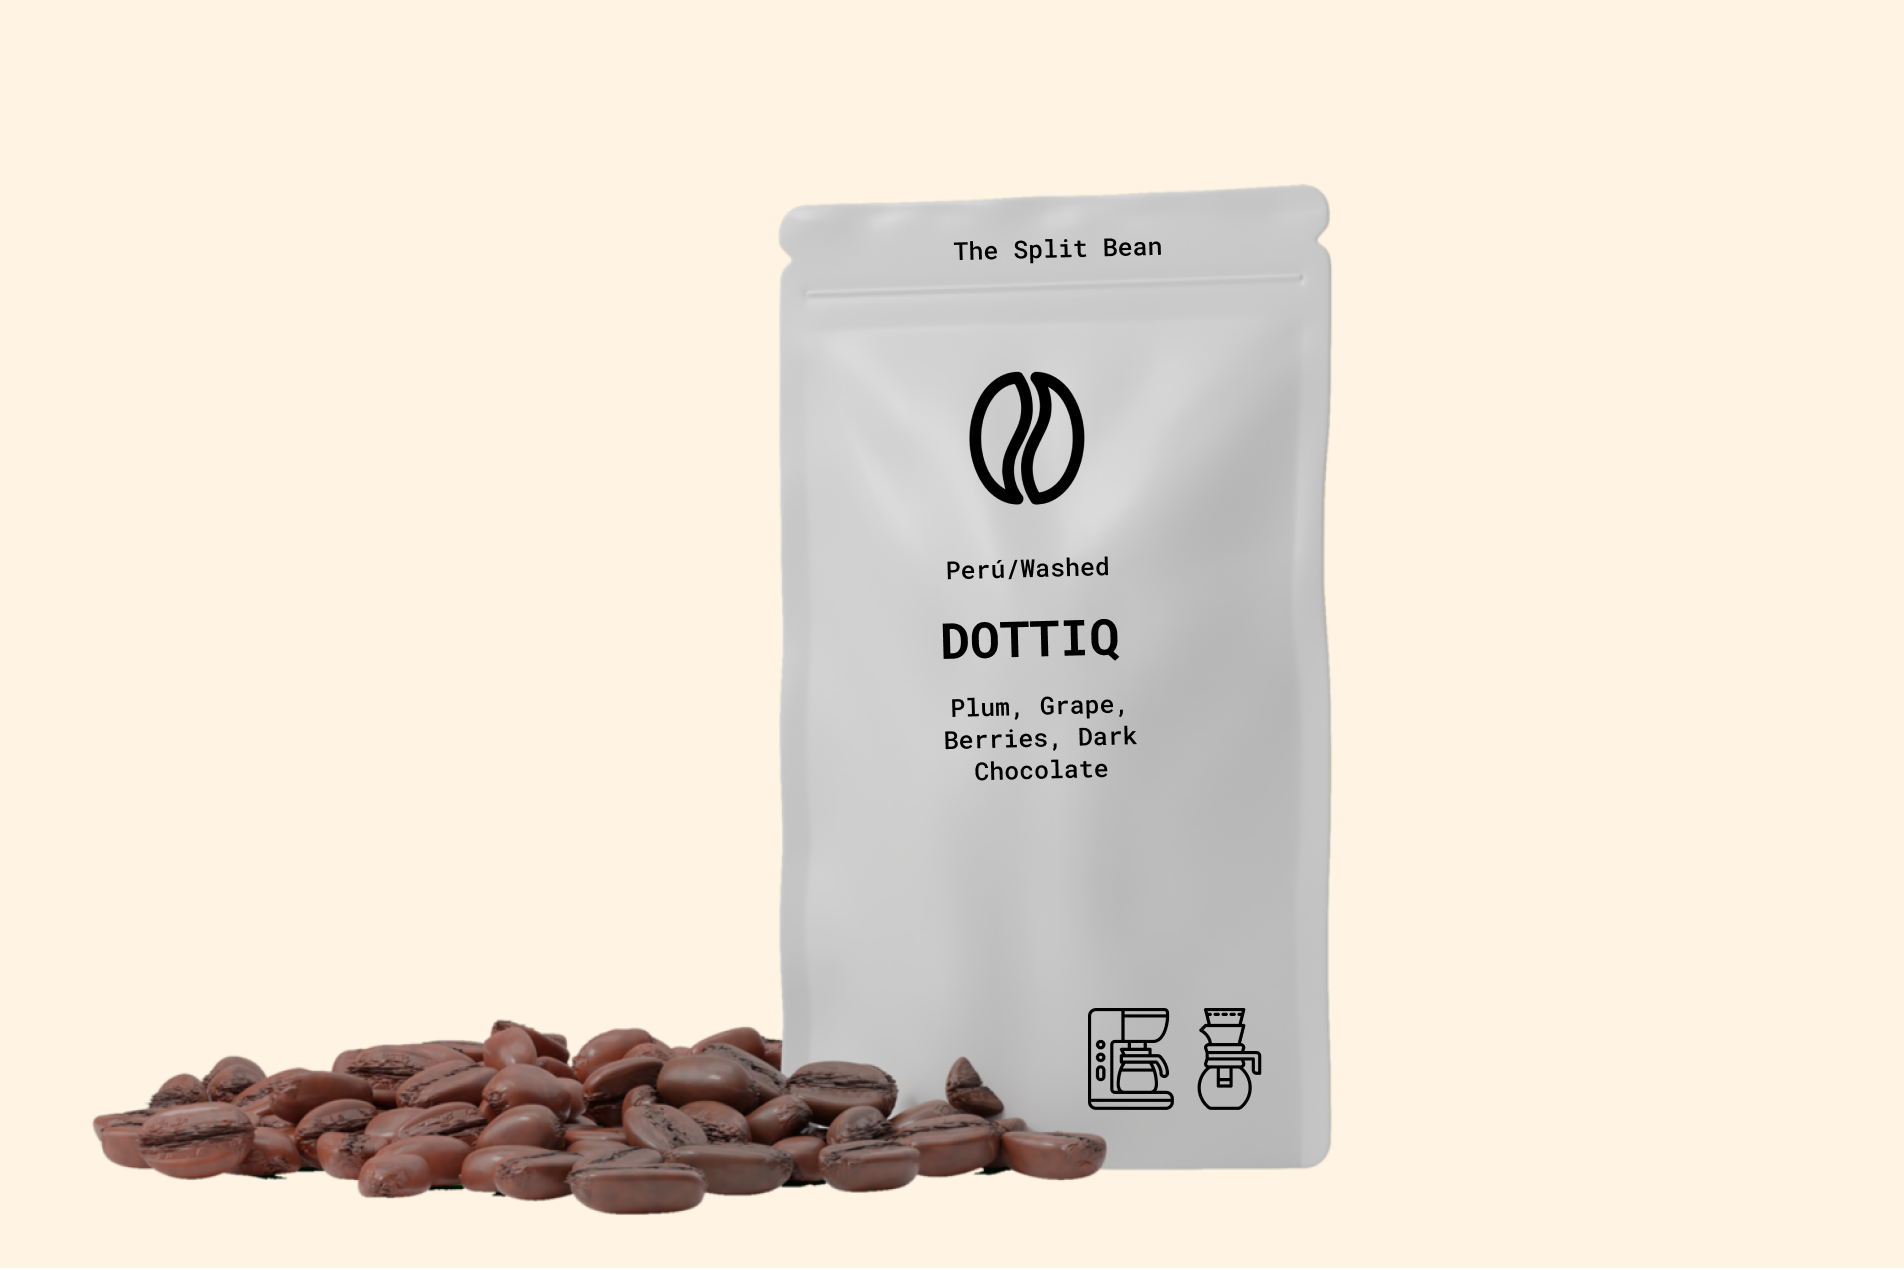 The Split Bean
Perú/Washed
DOTTIQ
Plum, Grape,
Berries, Dark
Chocolate